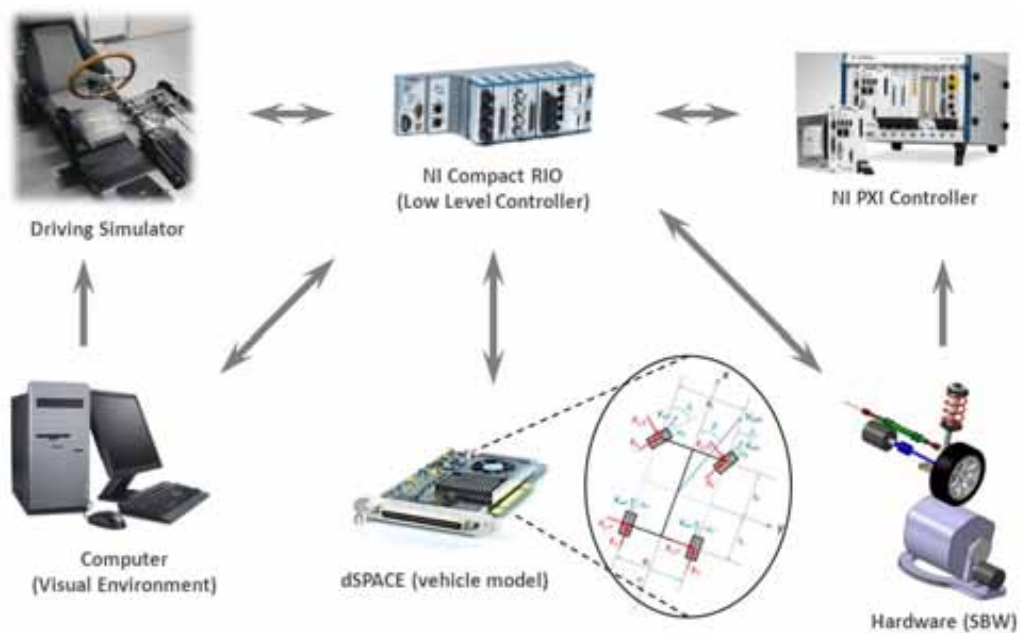 NI Compact RIO
(Low Level Controller)
NI PXI Controller
Driving Simulator
Computer
(Visual Environment)
dSPACE (vehicle model)
Hardware (SBW)